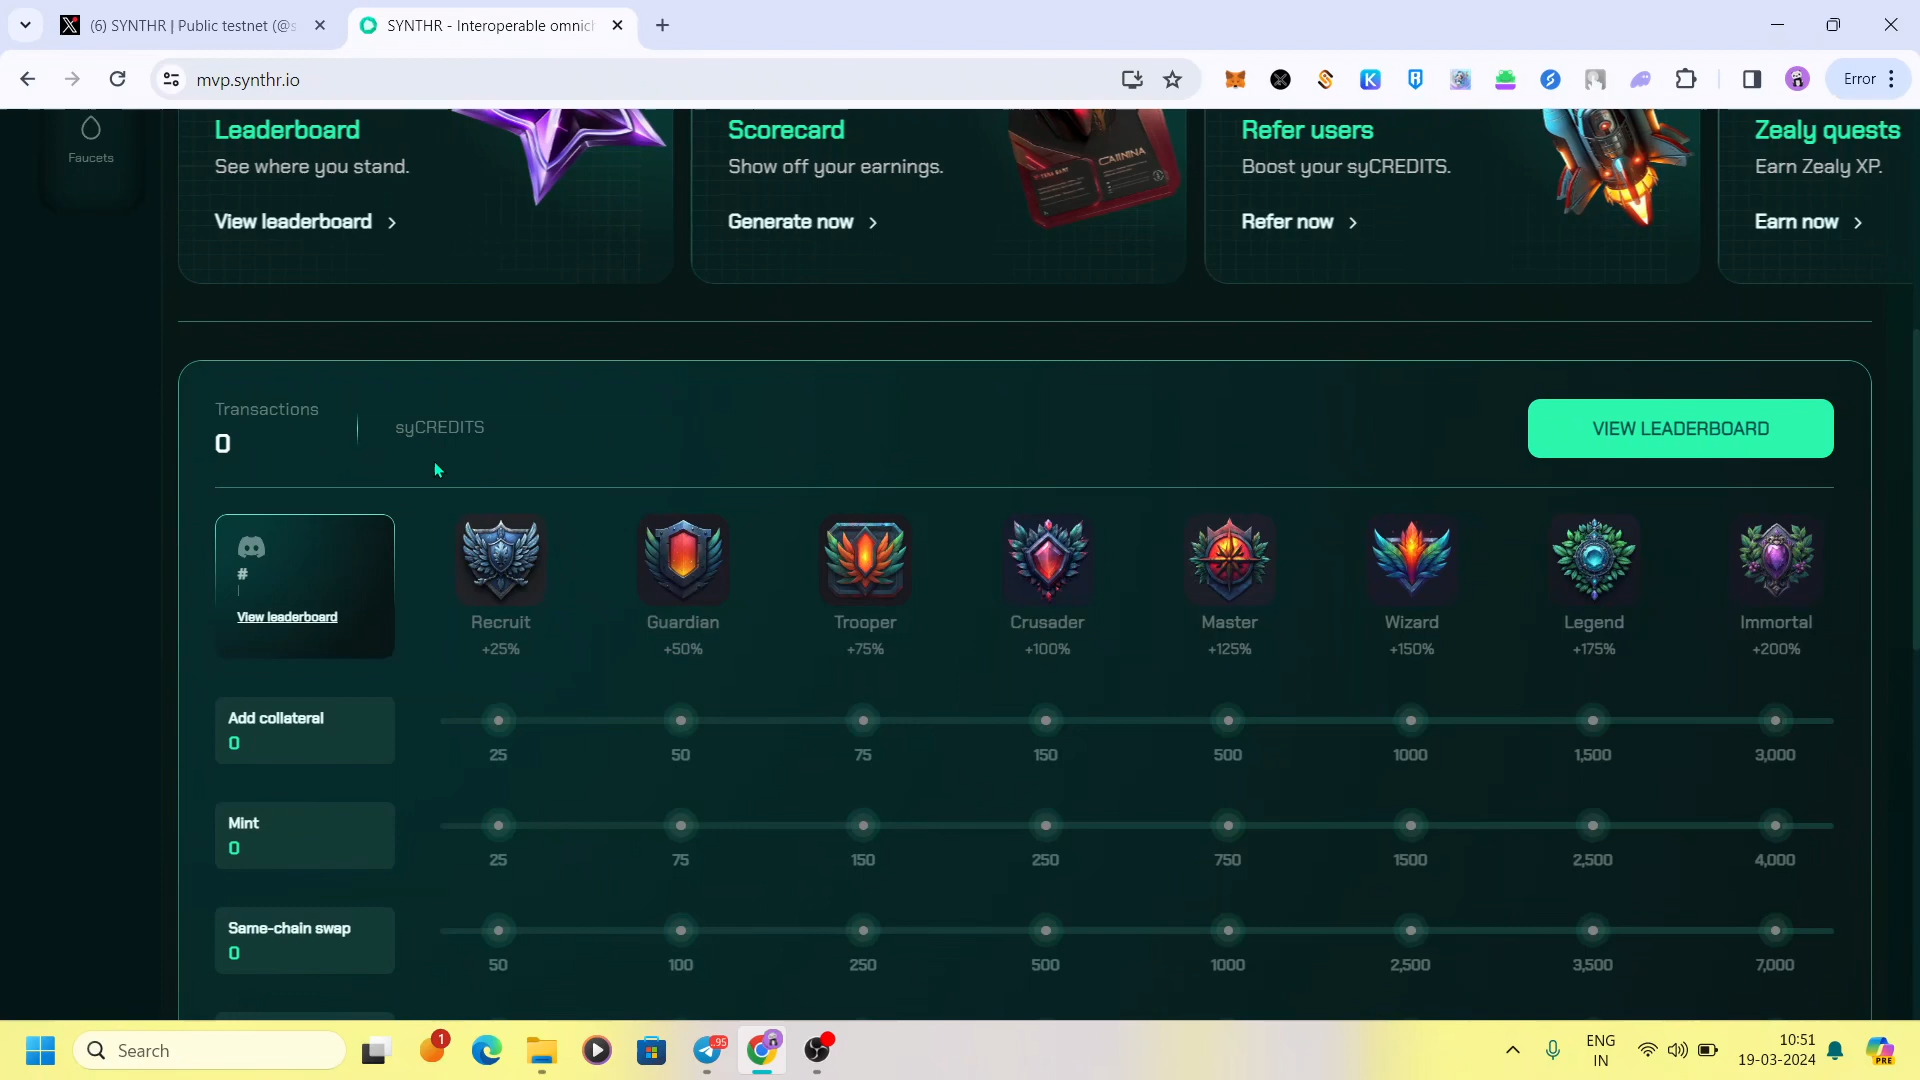 (6) SYNTHR | Public testnet (@s
SYNTHR - Interoperable omnich
mvp.synthr.io
Error
Faucets
Leaderboard
See where you stand.
View leaderboard
Scorecard
Show off your earnings.
Generate now
Refer users
Boost your syCREDITS.
Refer now
Zealy quests
Earn Zealy XP.
Earn now
Transactions
0
syCREDITS
VIEW LEADERBOARD
#
View leaderboard
Recruit
+25%
Guardian
+50%
Trooper
+75%
Crusader
+100%
Master
+125%
Wizard
+150%
Legend
+175%
Immortal
+200%
Add collateral
0
25 50 75 150 500 1000 1,500 3,000
Mint
0
25 75 150 250 750 1500 2,500 4,000
Same-chain swap
0
50 100 250 500 1000 2,500 3,500 7,000
Search
1
.95
ENG
IN
10:51
19-03-2024
PRE